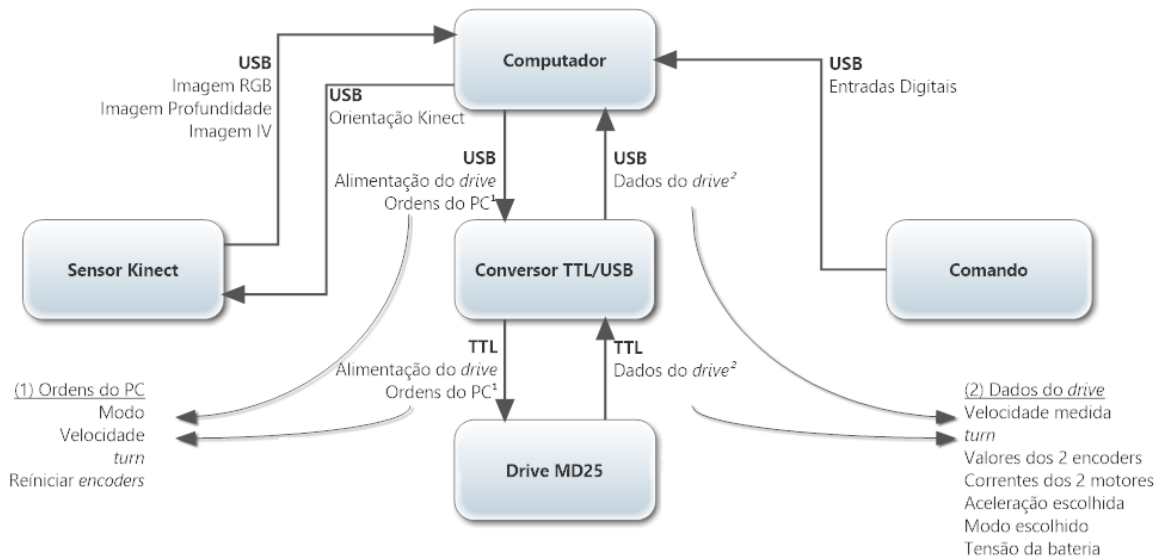 Computador
USB
Imagem RGB
Imagem Profundidade
Imagem IV
USB
Orientação Kinect
USB
Entradas Digitais
USB
Alimentação do drive
Ordens do PC¹
USB
Dados do drive²
Sensor Kinect
Conversor TTL/USB
Comando
TTL
Alimentação do drive
Ordens do PC¹
TTL
Dados do drive²
(1) Ordens do PC
Modo
Velocidade
turn
Reíniciar encoders
Drive MD25
(2) Dados do drive
Velocidade medida
turn
Valores dos 2 encoders
Correntes dos 2 motores
Aceleração escolhida
Modo escolhido
Tensão da bateria